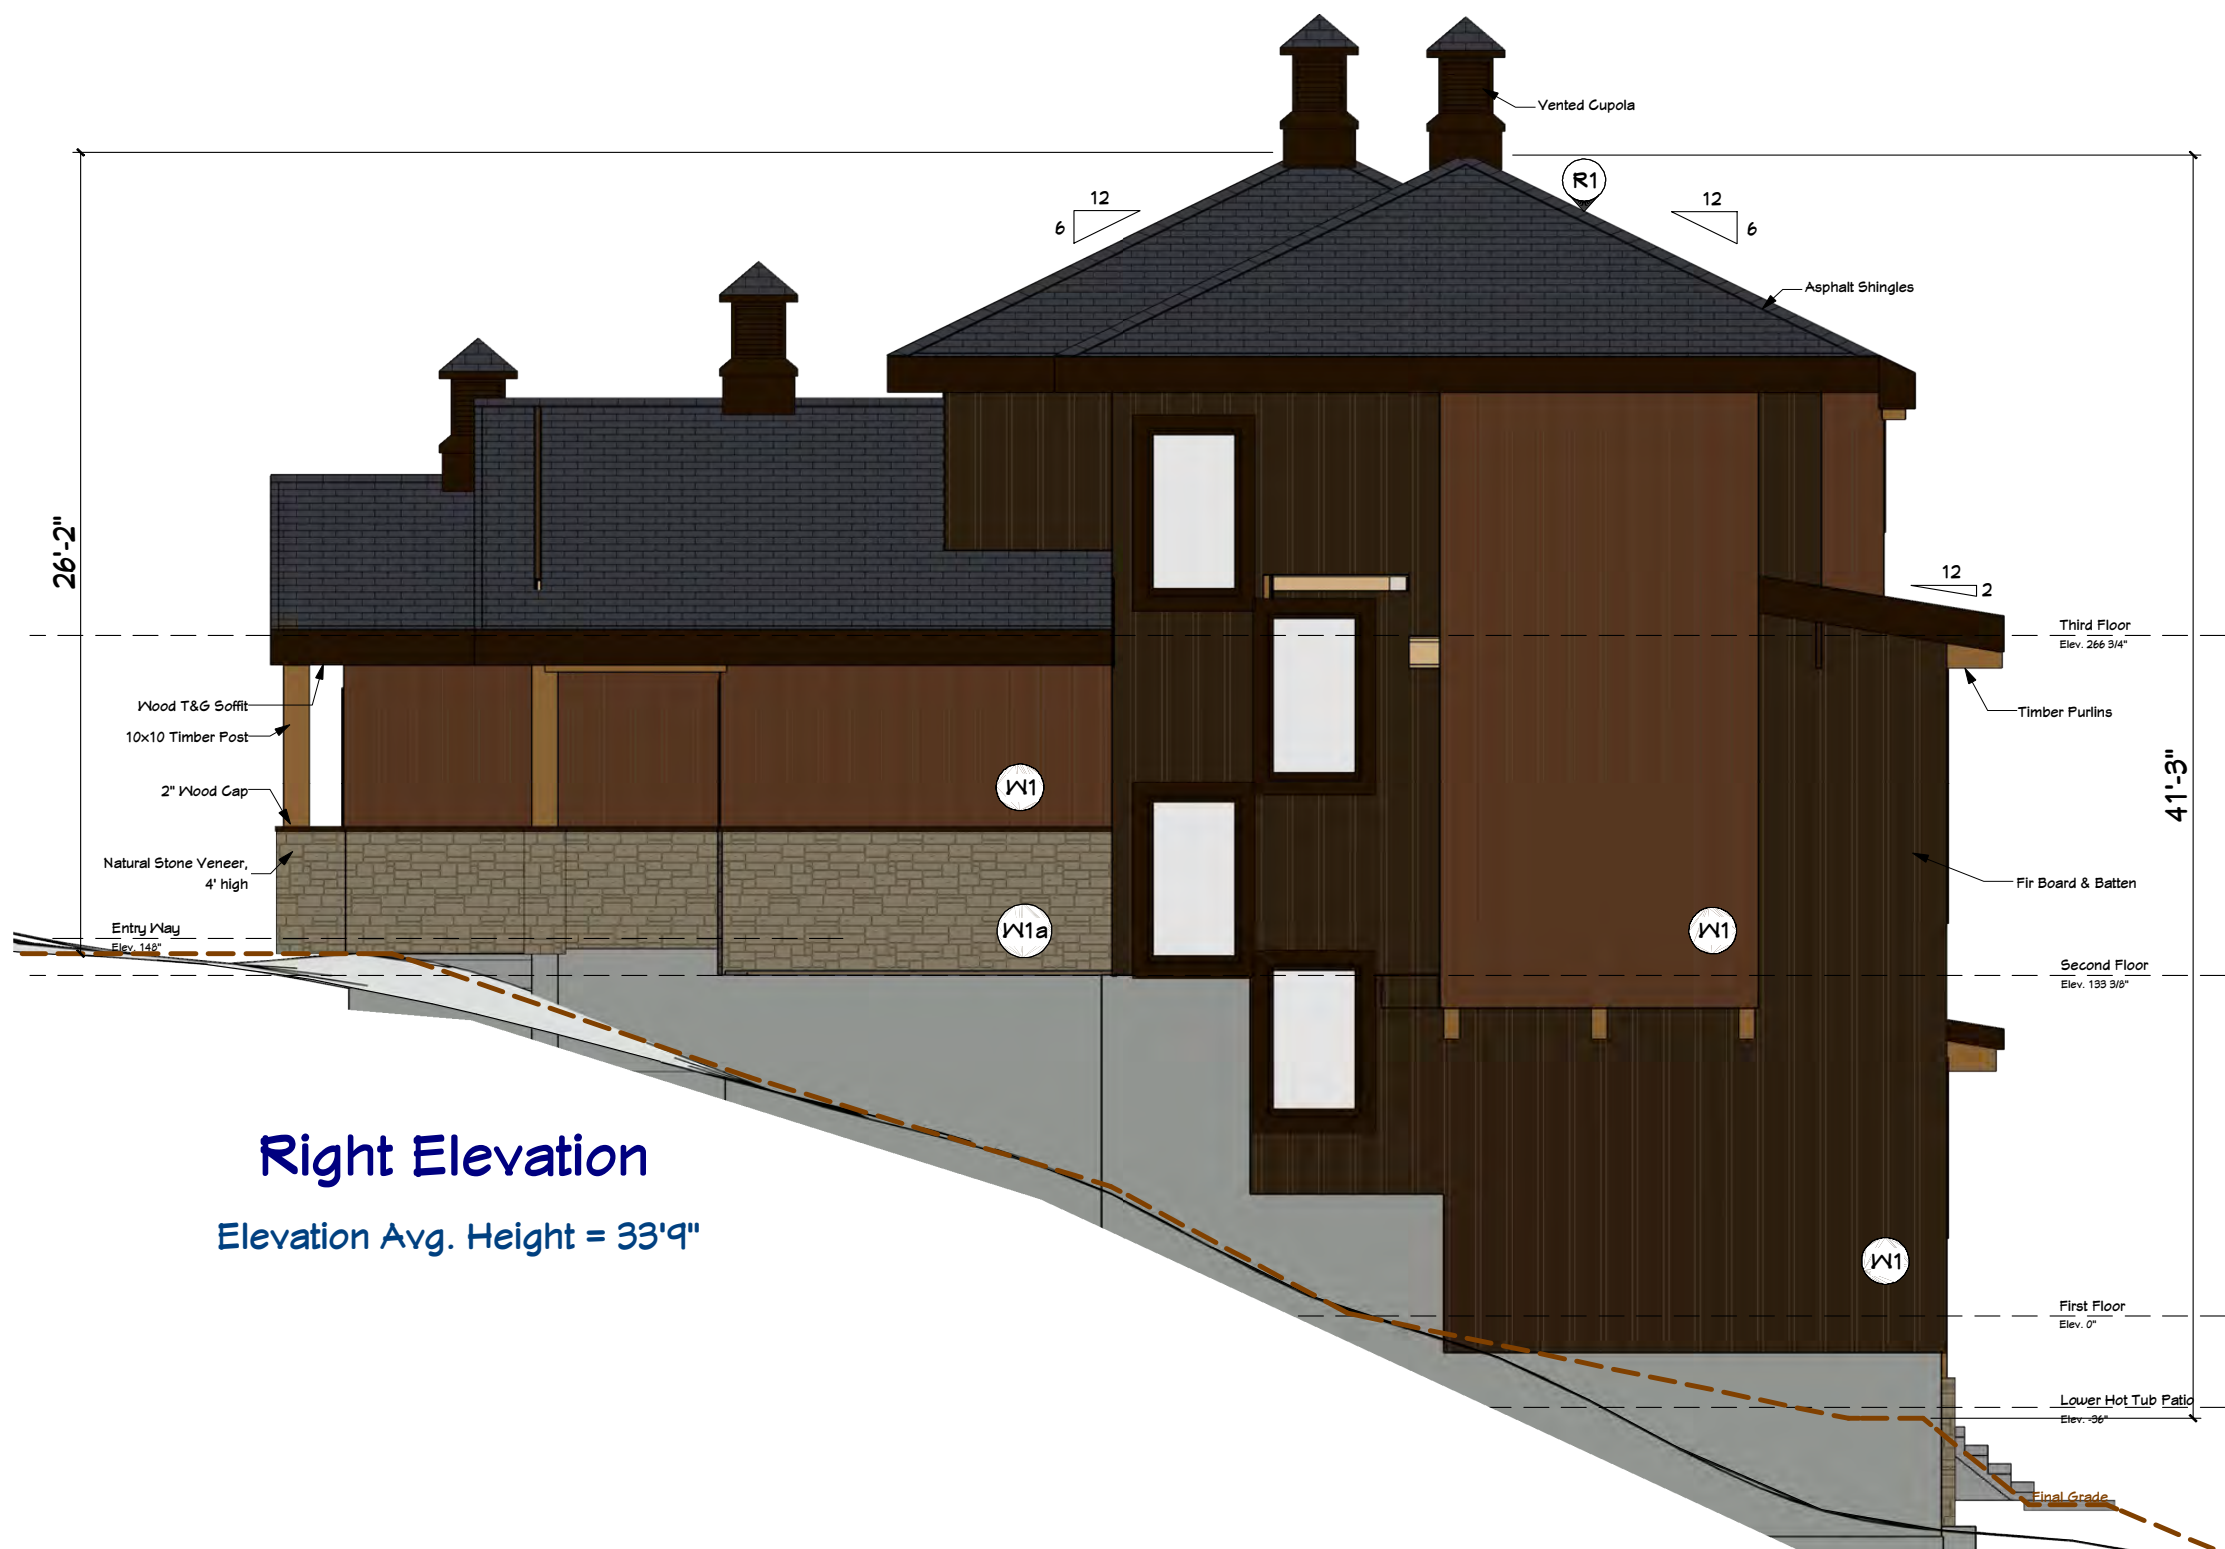 Vented Cupola
R1
12
6
12
6
Asphalt Shingles
26'-2"
12
2
Third Floor
Elev. 266 3/4"
Wood T&G Soffit
Timber Purlins
10x10 Timber Post
41'-3"
2" Wood Cap
W1
Natural Stone Veneer,
4' high
Fir Board & Batten
Entry Way
Elev. 148"
W1a
W1
Second Floor
Elev. 133 3/8"
Right Elevation
Elevation Avg. Height = 33'9"
W1
First Floor
Elev. 0"
Lower Hot Tub Patio
Elev. -36"
Final Grade